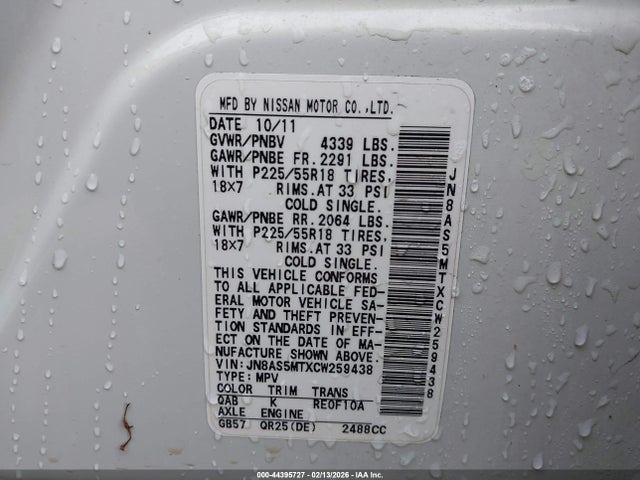 MFD BY NISSAN MOTOR CO.,LTD.
DATE 10/11
GVWR/PNBV 4339 LBS.
GAWR/PNBE FR.2291 LBS.
WITH P225/55R18 TIRES,
18X7 RIMS.AT 33 PSI
COLD SINGLE.
GAWR/PNBE RR.2064 LBS.
WITH P225/55R18 TIRES,
18X7 RIMS.AT 33 PSI
COLD SINGLE.
THIS VEHICLE CONFORMS
TO ALL APPLICABLE FED-
ERAL MOTOR VEHICLE SA-
FETY AND THEFT PREVEN-
TION STANDARDS IN EFF-
ECT ON THE DATE OF MA-
NUFACTURE SHOWN ABOVE.
VIN:JN8AS5MTXCW259438
TYPE:MPV
COLOR TRIM TRANS
QAB K RE0F10A
AXLE ENGINE
GB57 QR25(DE) 2488CC
JN8AS5MTXCW259438
000-44395727 - 02/13/2026 - COPYRIGHT IAA, LLC